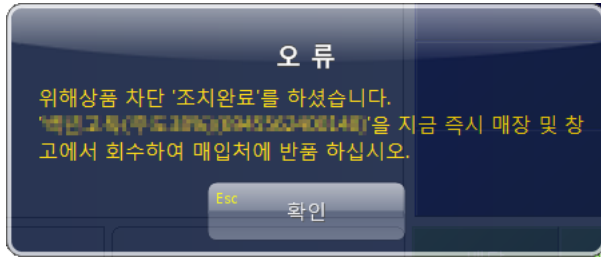 오 류
위해상품 차단 '조치완료'를 하셨습니다.
'을 지금 즉시 매장 및 창
고에서 회수하여 매입처에 반품 하십시오.
Esc
확인